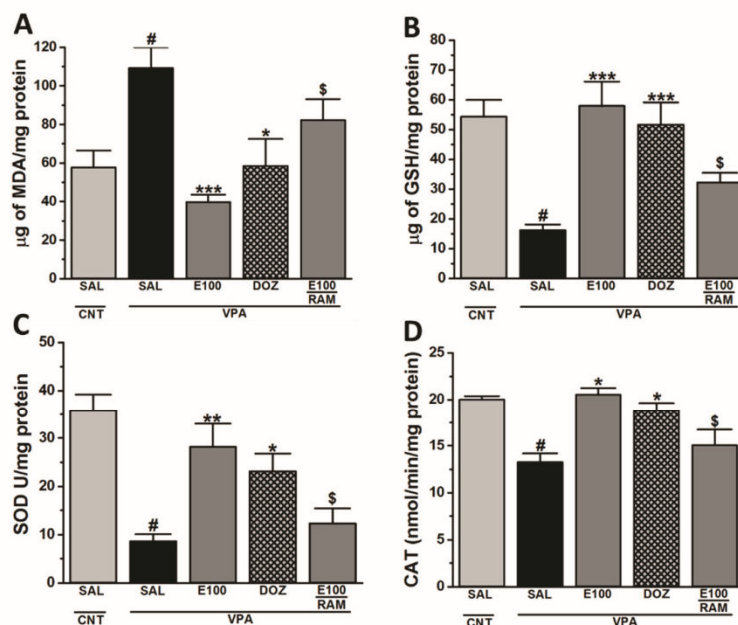 A
B
120
100
80
60
40
20
0
µg of MDA/mg protein
#
***
*
$
SAL
SAL
E100
DOZ
E100
RAM
CNT
VPA
60
50
40
30
20
10
0
µg of GSH/mg protein
#
***
***
$
SAL
SAL
E100
DOZ
E100
RAM
CNT
VPA
C
D
50
40
30
20
10
0
SOD U/mg protein
#
**
*
$
SAL
SAL
E100
DOZ
E100
RAM
CNT
VPA
25
20
15
10
5
0
CAT (nmol/min/mg protein)
#
*
*
$
SAL
SAL
E100
DOZ
E100
RAM
CNT
VPA